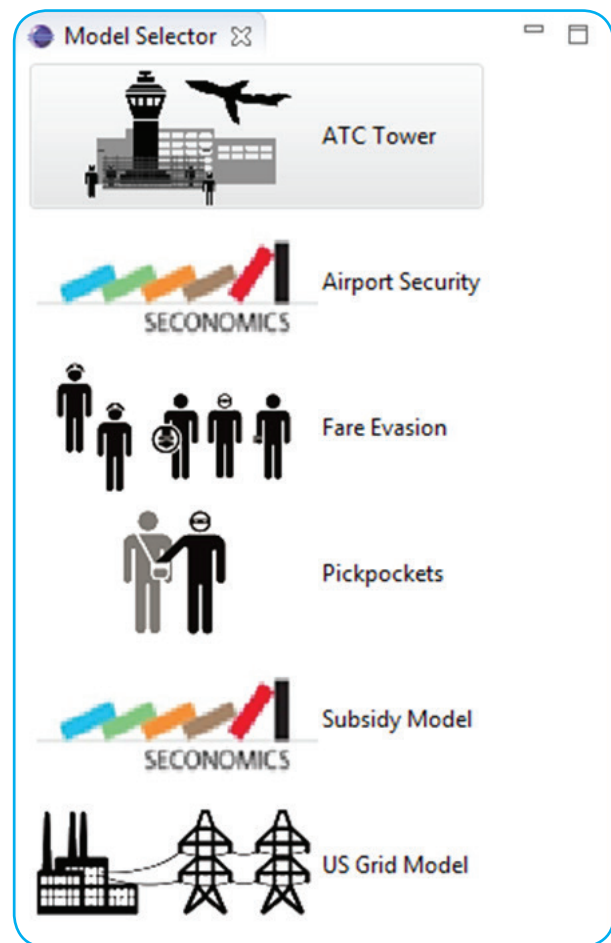 Model Selector
ATC Tower
SECONOMICS
Airport Security
Fare Evasion
Pickpockets
SECONOMICS
Subsidy Model
US Grid Model